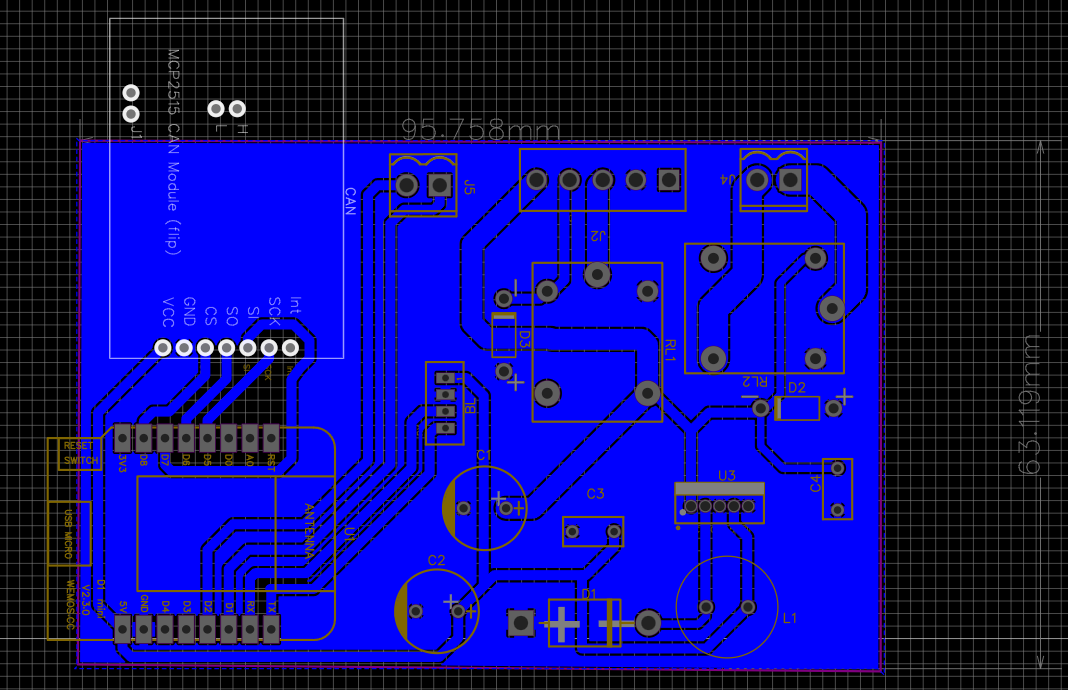 MCP2515 CAN Module (flip)
J1
L
H
95.758mm
CAN
J5
J2
J4
VCC
GND
CS
SO
SI
SCK
Int
D3
RL1
RL2
D2
63.119mm
RESET
SWITCH
3V3
D8
D7
D6
D5
D0
A0
RST
C1
C3
U3
C4
USB MICRO
ANTENNA
U1
WEMOS.CC
V2.3.0
D1 mini
5V
GND
D4
D3
D2
D1
RX
TX
C2
D1
L1